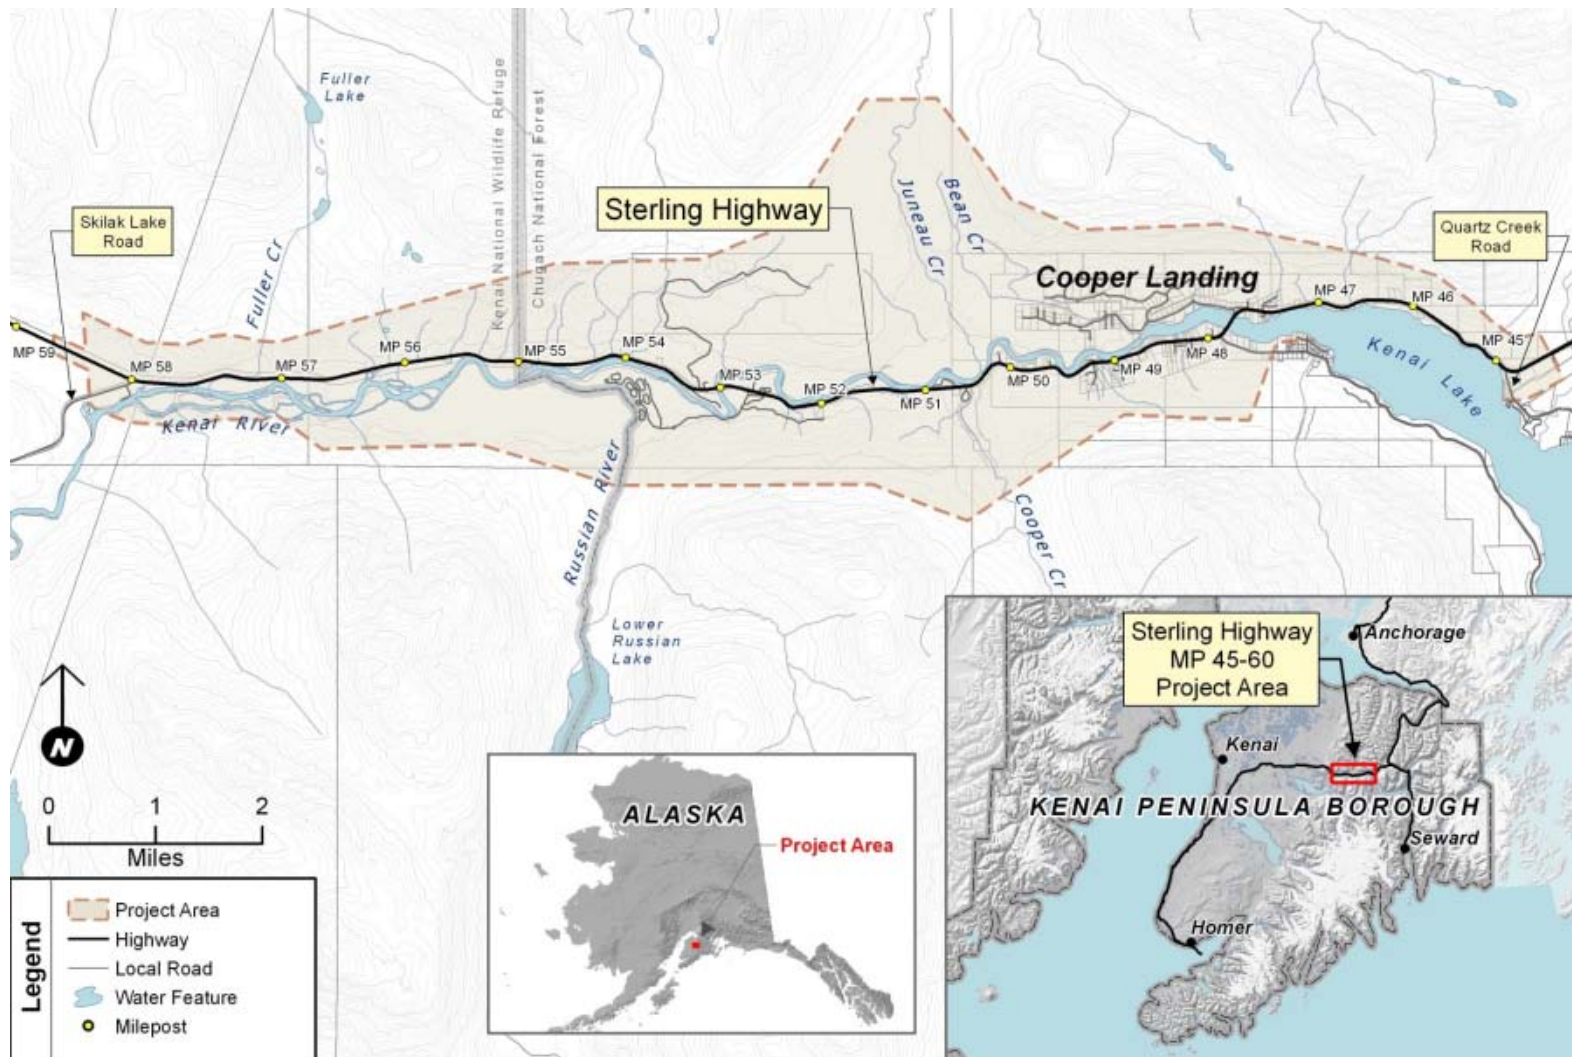 Fuller
Lake
Kenai National Wildlife Refuge
Chugach National Forest
Sterling Highway
Juneau Cr
Bean Cr
Skilak Lake
Road
Fuller Cr
Quartz Creek
Road
Cooper Landing
MP 59
MP 58
MP 57
MP 56
MP 55
MP 54
MP 53
MP 52
MP 51
MP 50
MP 49
MP 48
MP 47
MP 46
MP 45
Kenai Lake
Kenai River
Russian River
Cooper Cr
Lower
Russian
Lake
N
0 1 2
Miles
Legend
Project Area
Highway
Local Road
Water Feature
Milepost
ALASKA
Project Area
Sterling Highway
MP 45-60
Project Area
Anchorage
Kenai
KENAI PENINSULA BOROUGH
Seward
Homer